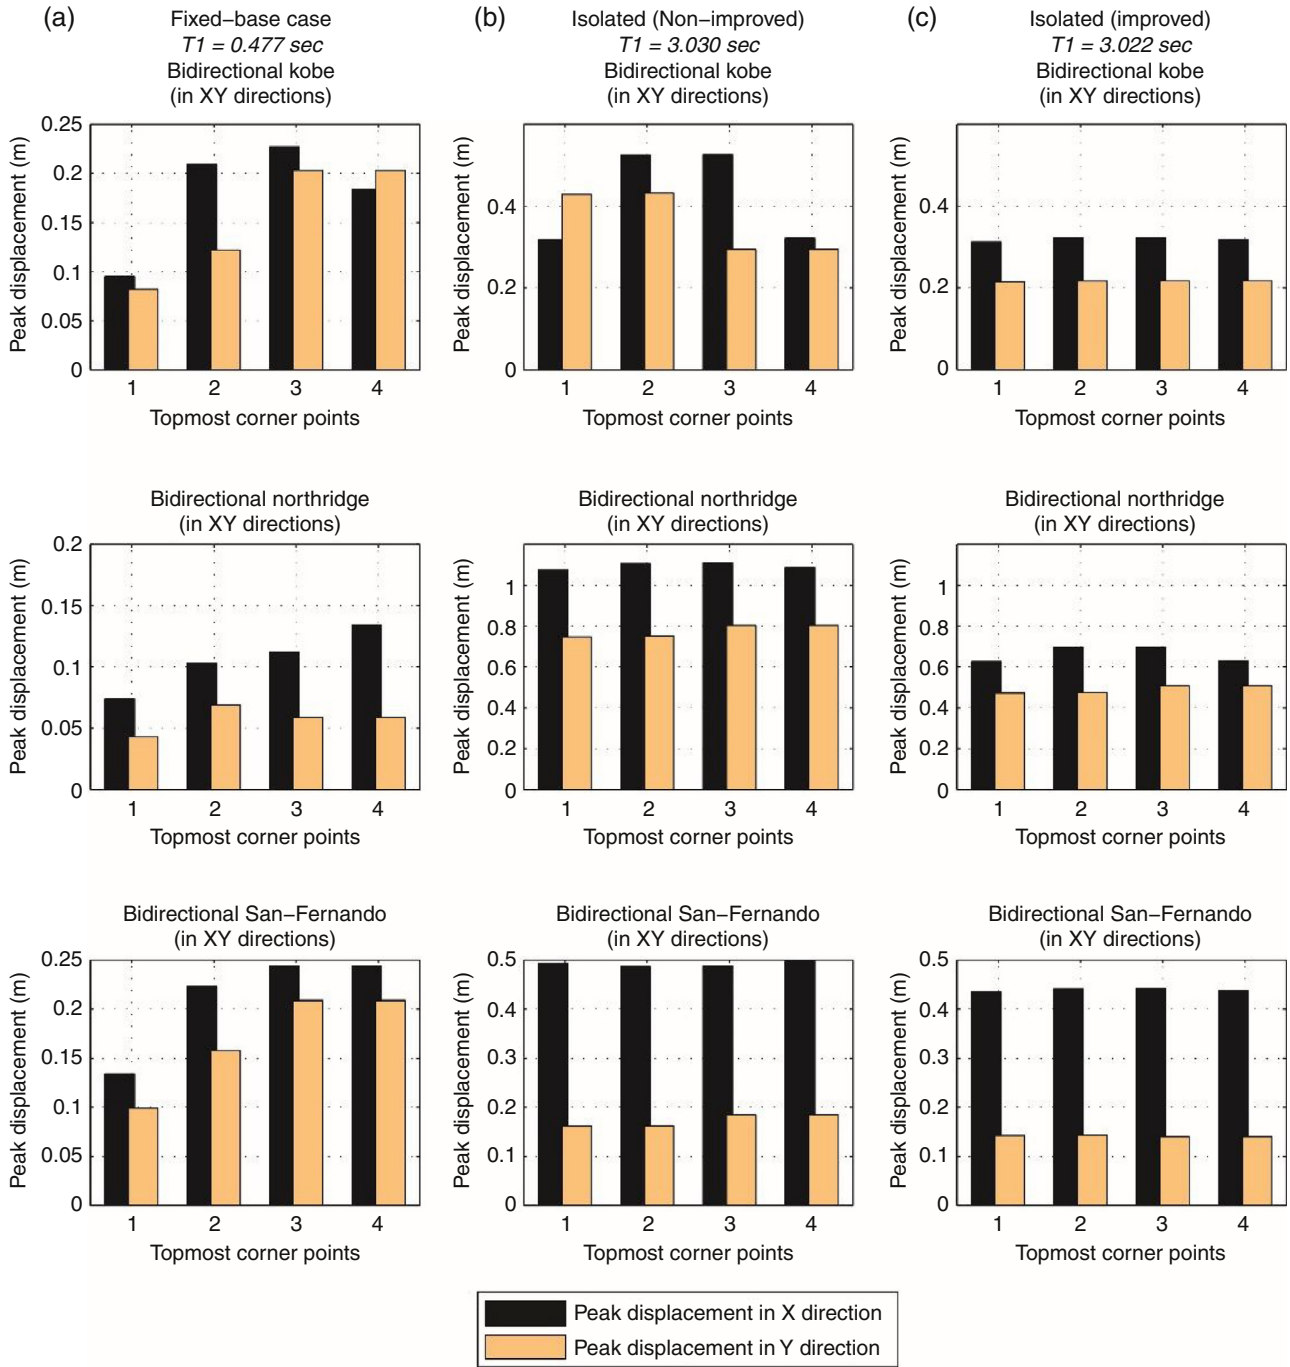 (a)
Fixed−base case
T1 = 0.477 sec
Bidirectional kobe
(in XY directions)
Peak displacement (m)
0.25
0.2
0.15
0.1
0.05
0
1 2 3 4
Topmost corner points
(b)
Isolated (Non−improved)
T1 = 3.030 sec
Bidirectional kobe
(in XY directions)
Peak displacement (m)
0.4
0.2
0
1 2 3 4
Topmost corner points
(c)
Isolated (improved)
T1 = 3.022 sec
Bidirectional kobe
(in XY directions)
Peak displacement (m)
0.4
0.2
0
1 2 3 4
Topmost corner points
Bidirectional northridge
(in XY directions)
Peak displacement (m)
0.2
0.15
0.1
0.05
0
1 2 3 4
Topmost corner points
Bidirectional northridge
(in XY directions)
Peak displacement (m)
1
0.8
0.6
0.4
0.2
0
1 2 3 4
Topmost corner points
Bidirectional northridge
(in XY directions)
Peak displacement (m)
1
0.8
0.6
0.4
0.2
0
1 2 3 4
Topmost corner points
Bidirectional San−Fernando
(in XY directions)
Peak displacement (m)
0.25
0.2
0.15
0.1
0.05
0
1 2 3 4
Topmost corner points
Bidirectional San−Fernando
(in XY directions)
Peak displacement (m)
0.5
0.4
0.3
0.2
0.1
0
1 2 3 4
Topmost corner points
Bidirectional San−Fernando
(in XY directions)
Peak displacement (m)
0.5
0.4
0.3
0.2
0.1
0
1 2 3 4
Topmost corner points
Peak displacement in X direction
Peak displacement in Y direction